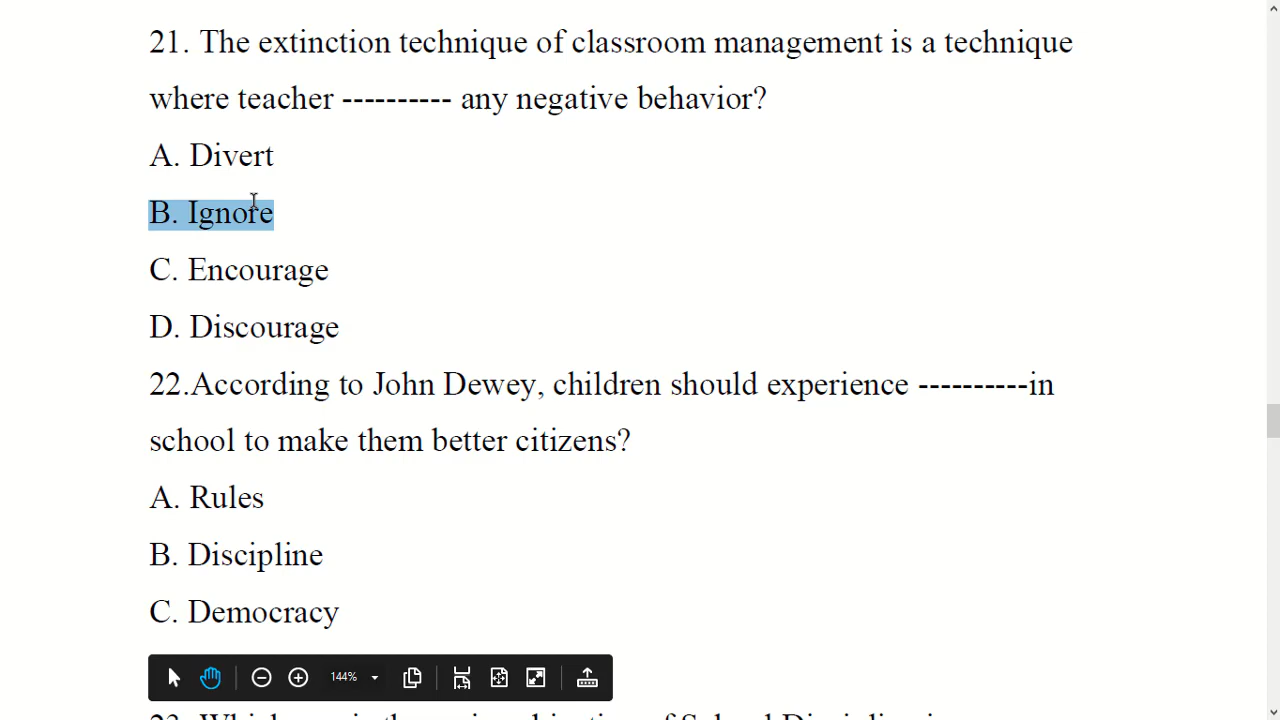 21. The extinction technique of classroom management is a technique
where teacher ---------- any negative behavior?
A. Divert
B. Ignore
C. Encourage
D. Discourage
22.According to John Dewey, children should experience ----------in
school to make them better citizens?
A. Rules
B. Discipline
C. Democracy
144%